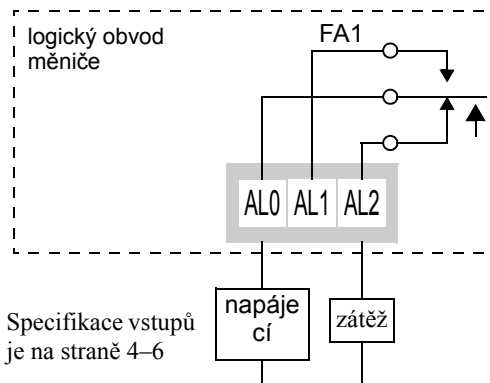 logický obvod
měniče
FA1
AL0 AL1 AL2
Specifikace vstupů
je na straně 4–6
napáje
cí
zátěž